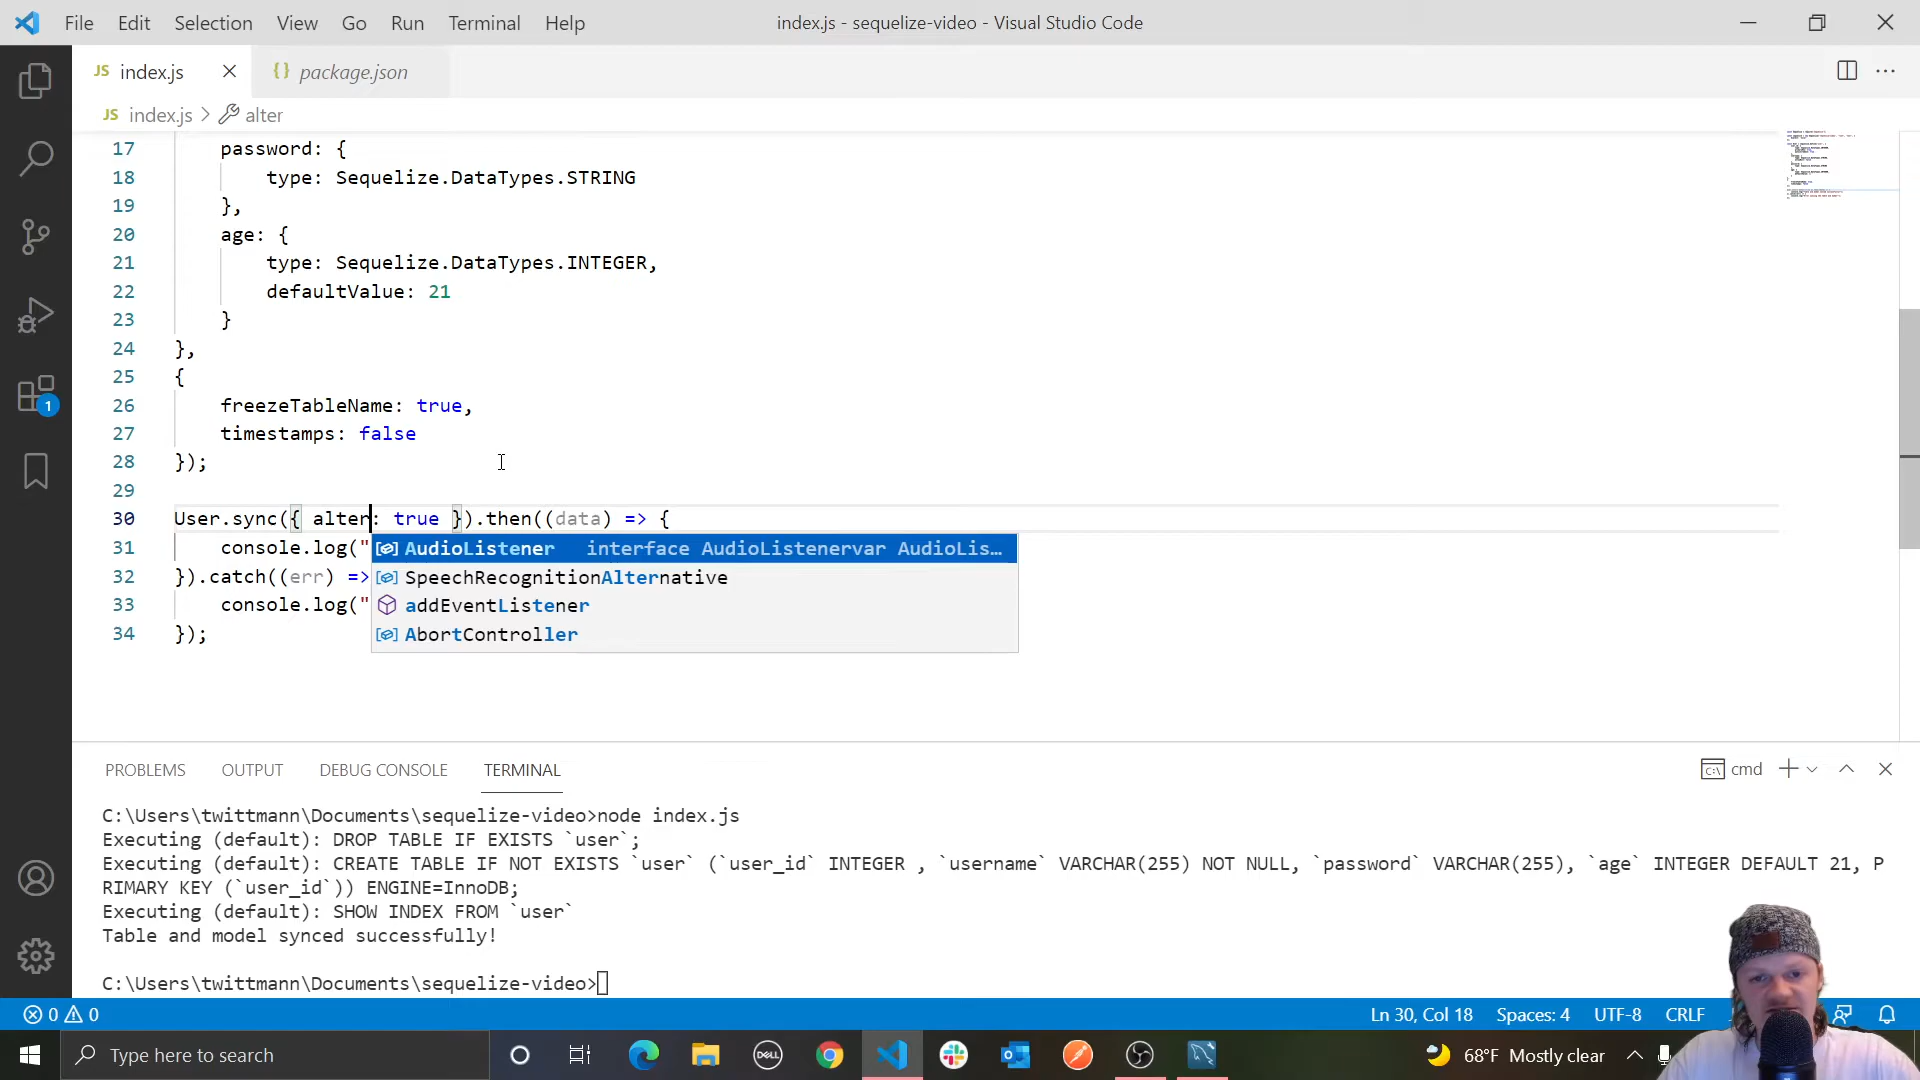 File Edit Selection View Go Run Terminal Help
index.js - sequelize-video - Visual Studio Code
JS index.js
{} package.json
JS index.js > alter
17 password: {
18 type: Sequelize.DataTypes.STRING
19 },
20 age: {
21 type: Sequelize.DataTypes.INTEGER,
22 defaultValue: 21
23 }
24 },
25 {
26 freezeTableName: true,
27 timestamps: false
28 });
29
30 User.sync({ alter: true }).then((data) => {
31 console.log("
AudioListener interface AudioListenervar AudioLis...
32 }).catch((err) =>
SpeechRecognitionAlternative
33 console.log("
addEventListener
34 });
AbortController
1
PROBLEMS OUTPUT DEBUG CONSOLE TERMINAL
cmd
C:\Users\twittmann\Documents\sequelize-video>node index.js
Executing (default): DROP TABLE IF EXISTS `user`;
Executing (default): CREATE TABLE IF NOT EXISTS `user` (`user_id` INTEGER , `username` VARCHAR(255) NOT NULL, `password` VARCHAR(255), `age` INTEGER DEFAULT 21, P
RIMARY KEY (`user_id`)) ENGINE=InnoDB;
Executing (default): SHOW INDEX FROM `user`
Table and model synced successfully!
C:\Users\twittmann\Documents\sequelize-video>
0 0
Ln 30, Col 18 Spaces: 4 UTF-8 CRLF
Type here to search
DELL
68°F Mostly clear